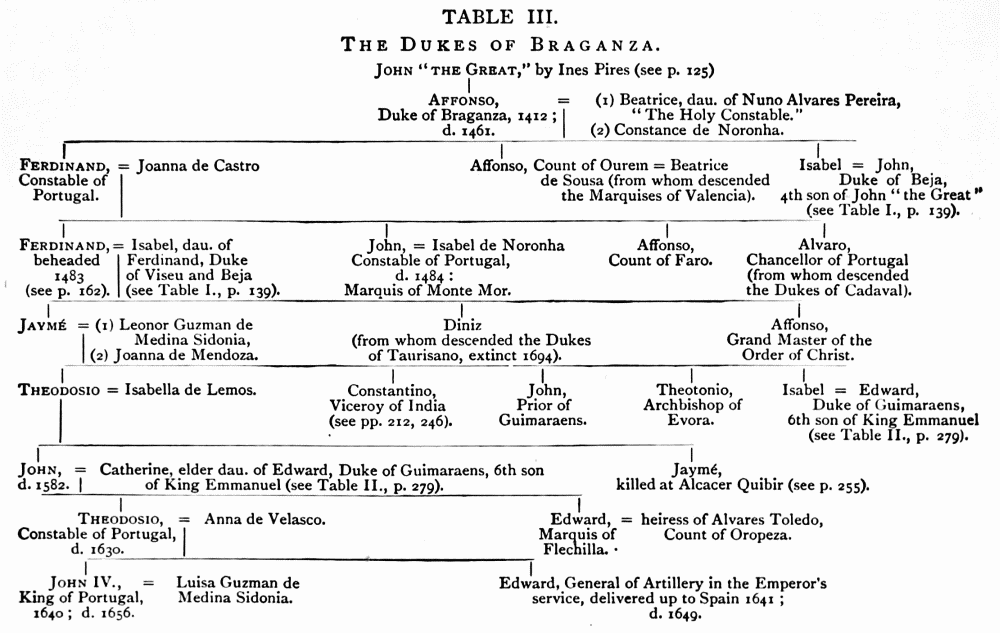 TABLE III.
THE DUKES OF BRAGANZA.
JOHN "THE GREAT," by Ines Pires (see p. 125)
AFFONSO, = (1) Beatrice, dau. of Nuno Alvares Pereira,
Duke of Braganza, 1412 ; "The Holy Constable."
d. 1461. (2) Constance de Noronha.
FERDINAND, = Joanna de Castro Affonso, Count of Ourem = Beatrice Isabel = John,
Constable of de Sousa (from whom descended Duke of Beja,
Portugal. the Marquises of Valencia). 4th son of John "the Great"
(see Table I., p. 139).
FERDINAND, = Isabel, dau. of John, = Isabel de Noronha Affonso, Alvaro,
beheaded Ferdinand, Duke Constable of Portugal, Count of Faro. Chancellor of Portugal
1483 of Viseu and Beja d. 1484 : (from whom descended
(see p. 162). (see Table I., p. 139). Marquis of Monte Mor. the Dukes of Cadaval).
JAYMÉ = (1) Leonor Guzman de Diniz Affonso,
Medina Sidonia, (from whom descended the Dukes Grand Master of the
(2) Joanna de Mendoza. of Taurisano, extinct 1694). Order of Christ.
THEODOSIO = Isabella de Lemos. Constantino, John, Theotonio, Isabel = Edward,
Viceroy of India Prior of Archbishop of Duke of Guimaraens,
(see pp. 212, 246). Guimaraens. Evora. 6th son of King Emmanuel
(see Table II., p. 279).
JOHN, = Catherine, elder dau. of Edward, Duke of Guimaraens, 6th son Jaymé,
d. 1582. of King Emmanuel (see Table II., p. 279). killed at Alcacer Quibir (see p. 255).
THEODOSIO, = Anna de Velasco. Edward, = heiress of Alvares Toledo,
Constable of Portugal, Marquis of Count of Oropeza.
d. 1630. Flechilla.
JOHN IV., = Luisa Guzman de Edward, General of Artillery in the Emperor's
King of Portugal, Medina Sidonia. service, delivered up to Spain 1641 ;
1640 ; d. 1656. d. 1649.